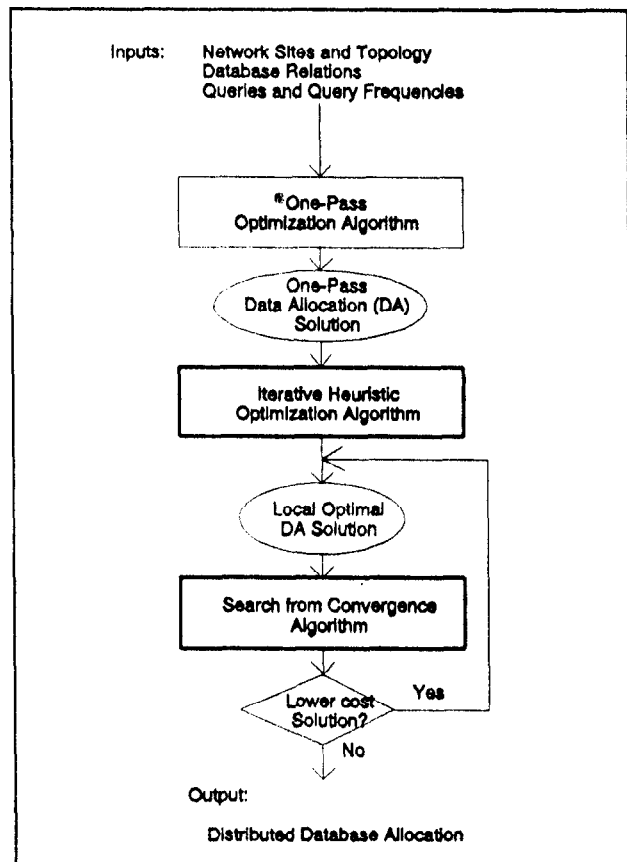 Inputs: Network Sites and Topology
Database Relations
Queries and Query Frequencies
One-Pass
Optimization Algorithm
One-Pass
Data Allocation (DA)
Solution
Iterative Heuristic
Optimization Algorithm
Local Optimal
DA Solution
Search from Convergence
Algorithm
Lower cost
Solution?
Yes
No
Output:
Distributed Database Allocation